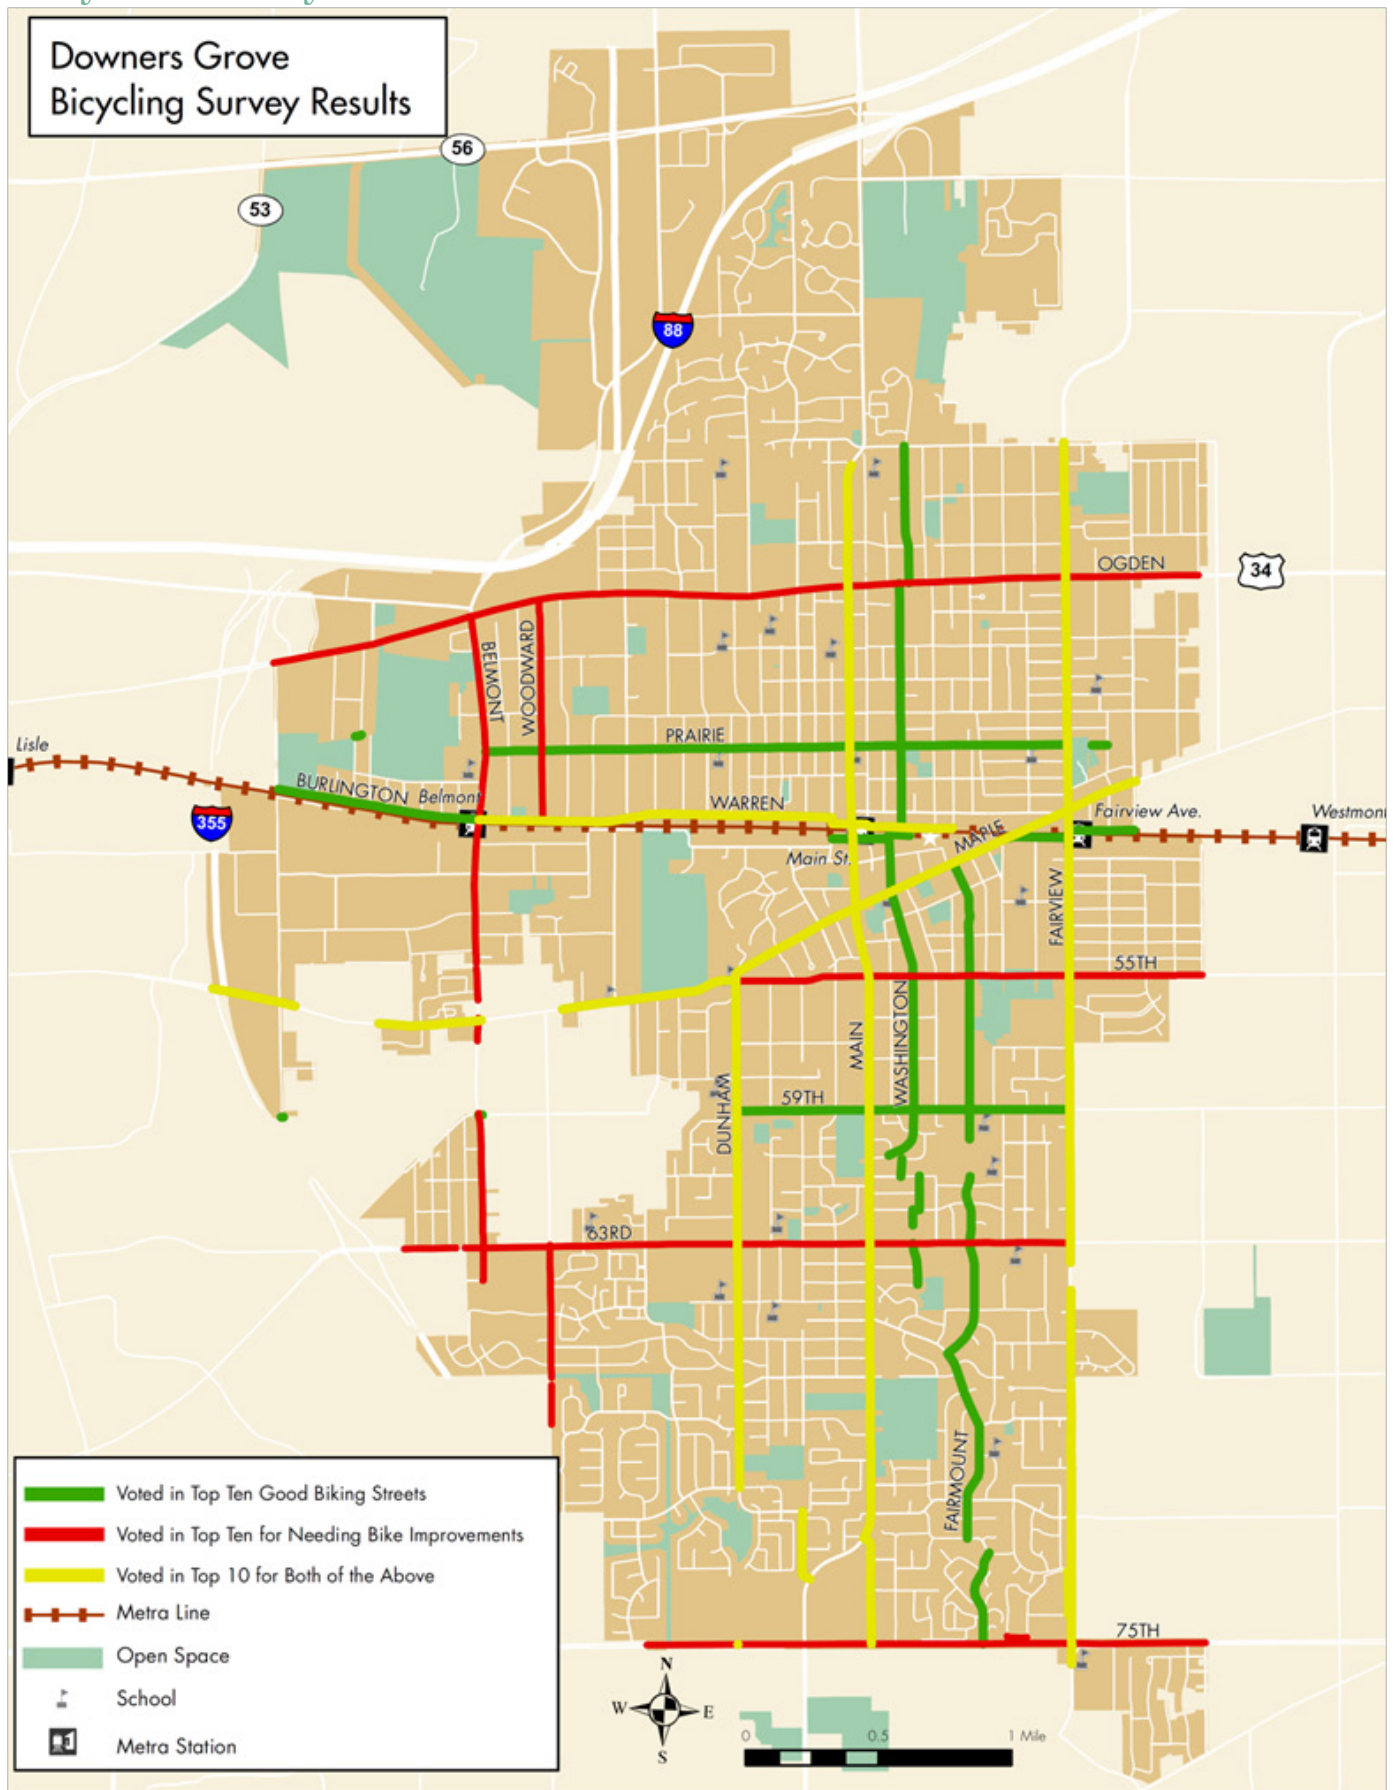 Downers Grove
Bicycling Survey Results
56
53
88
OGDEN
34
BELMONT
WOODWARD
PRAIRIE
Lisle
BURLINGTON
Belmont
WARREN
355
Fairview Ave.
Westmont
Main St.
MAPLE
FAIRVIEW
55TH
WASHINGTON
MAIN
DUNHAM
59TH
63RD
FAIRMOUNT
75TH
Voted in Top Ten Good Biking Streets
Voted in Top Ten for Needing Bike Improvements
Voted in Top 10 for Both of the Above
Metra Line
Open Space
School
Metra Station
N
W
E
S
0
0.5
1 Mile